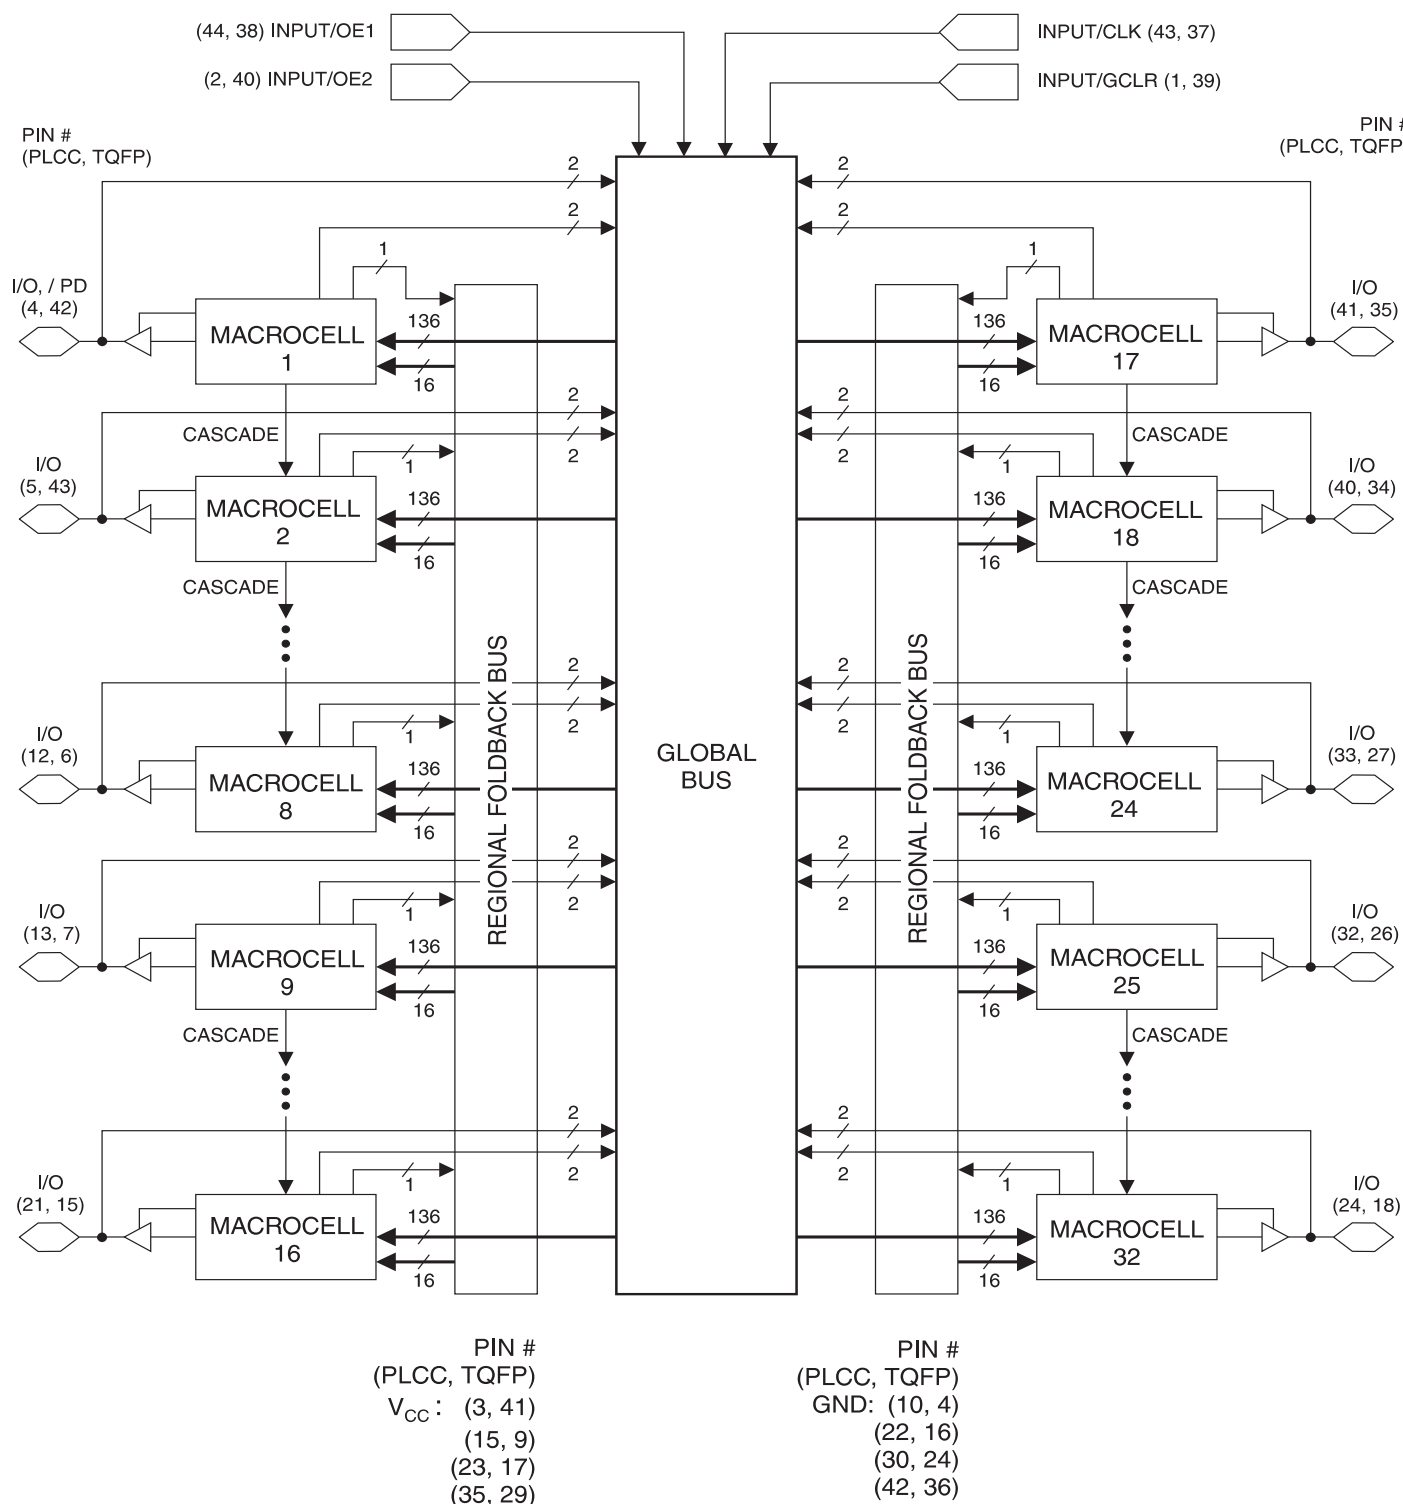 (44, 38) INPUT/OE1
INPUT/CLK (43, 37)
(2, 40) INPUT/OE2
INPUT/GCLR (1, 39)
PIN #
(PLCC, TQFP)
PIN #
(PLCC, TQFP
2
2
2
2
1
1
I/O, / PD
(4, 42)
MACROCELL
1
136
16
136
16
MACROCELL
17
I/O
(41, 35)
2
2
CASCADE
CASCADE
2
2
1
1
I/O
(5, 43)
MACROCELL
2
136
16
136
16
MACROCELL
18
I/O
(40, 34)
CASCADE
CASCADE
REGIONAL FOLDBACK BUS
GLOBAL
BUS
REGIONAL FOLDBACK BUS
2
2
2
2
1
1
I/O
(12, 6)
MACROCELL
8
136
16
136
16
MACROCELL
24
I/O
(33, 27)
2
2
2
2
1
1
I/O
(13, 7)
MACROCELL
9
136
16
136
16
MACROCELL
25
I/O
(32, 26)
CASCADE
CASCADE
2
2
2
2
1
1
I/O
(21, 15)
MACROCELL
16
136
16
136
16
MACROCELL
32
I/O
(24, 18)
PIN #
(PLCC, TQFP)
VCC : (3, 41)
(15, 9)
(23, 17)
(35, 29)
PIN #
(PLCC, TQFP)
GND: (10, 4)
(22, 16)
(30, 24)
(42, 36)